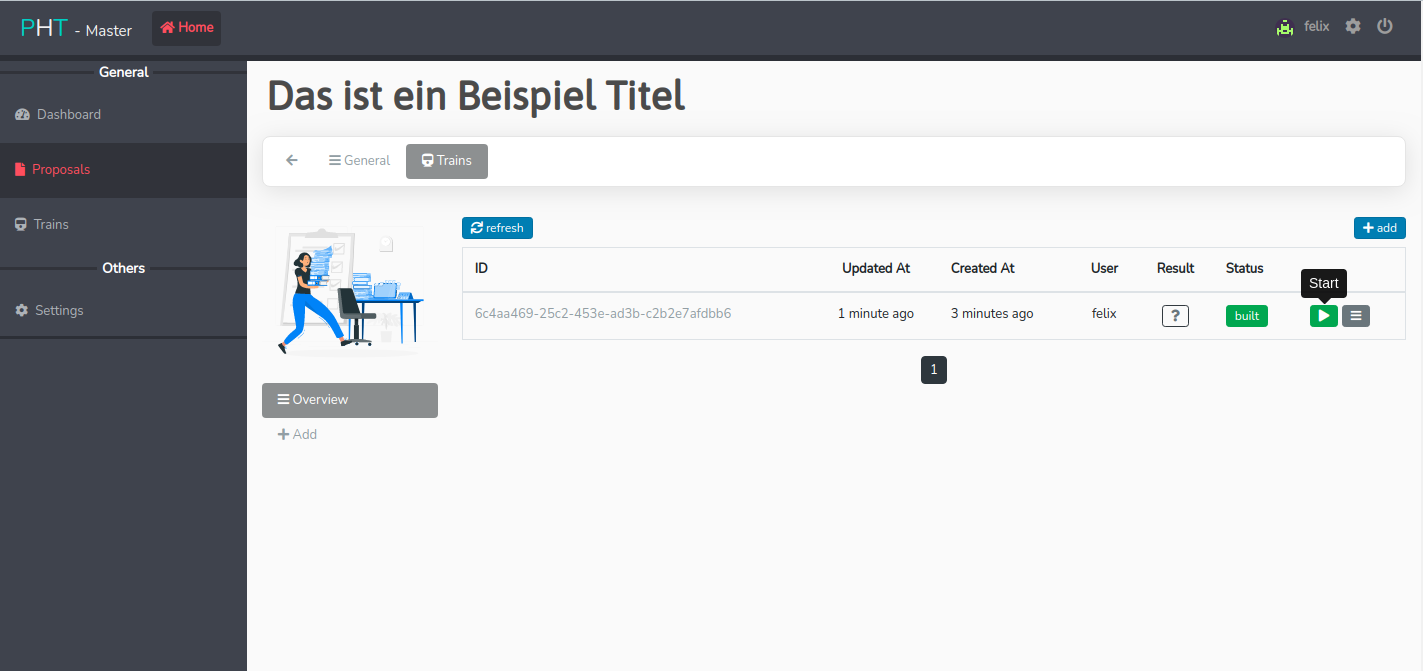 PHT - Master Home felix
General
Dashboard
Proposals
Trains
Others
Settings
Das ist ein Beispiel Titel
General Trains
refresh add
ID Updated At Created At User Result Status
Start
6c4aa469-25c2-453e-ad3b-c2b2e7afdbb6 1 minute ago 3 minutes ago felix ? built
1
Overview
Add